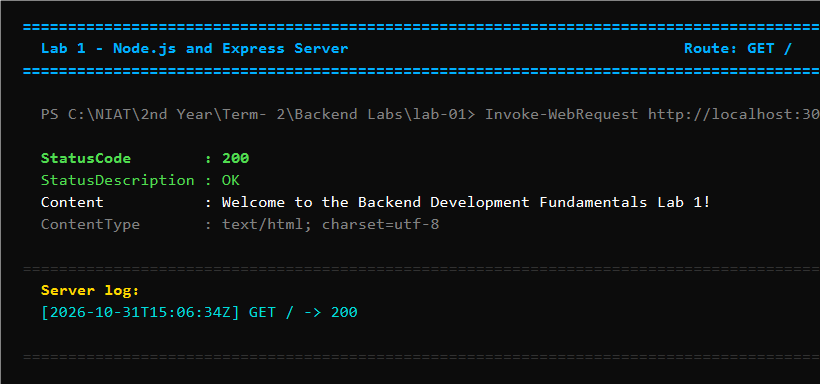 Lab 1 - Node.js and Express Server Route: GET /
PS C:\NIAT\2nd Year\Term- 2\Backend Labs\lab-01> Invoke-WebRequest http://localhost:30
StatusCode : 200
StatusDescription : OK
Content : Welcome to the Backend Development Fundamentals Lab 1!
ContentType : text/html; charset=utf-8
Server log:
[2026-10-31T15:06:34Z] GET / -> 200